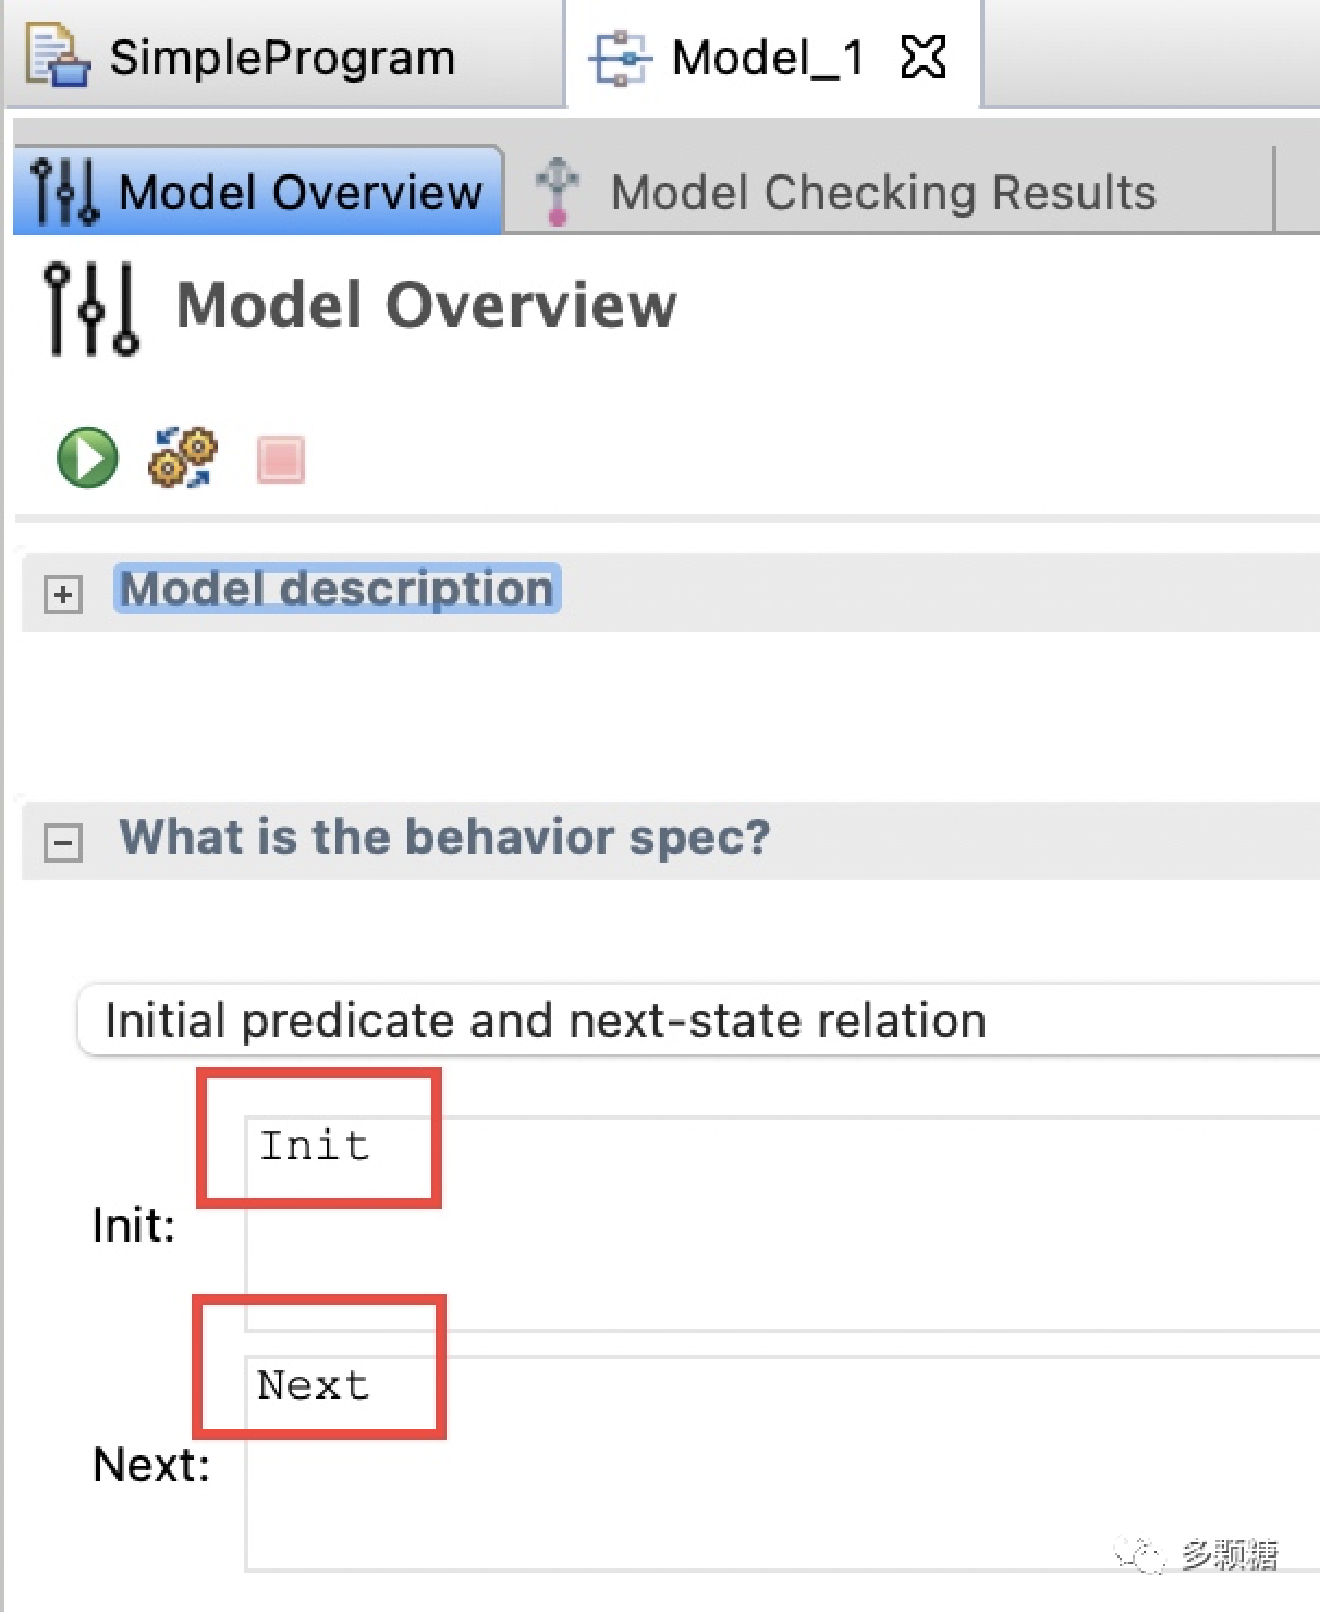 SimpleProgram
Model_1
Model Overview
Model Checking Results
Model Overview
Model description
What is the behavior spec?
Initial predicate and next-state relation
Init
Init:
Next
Next:
多颗糖